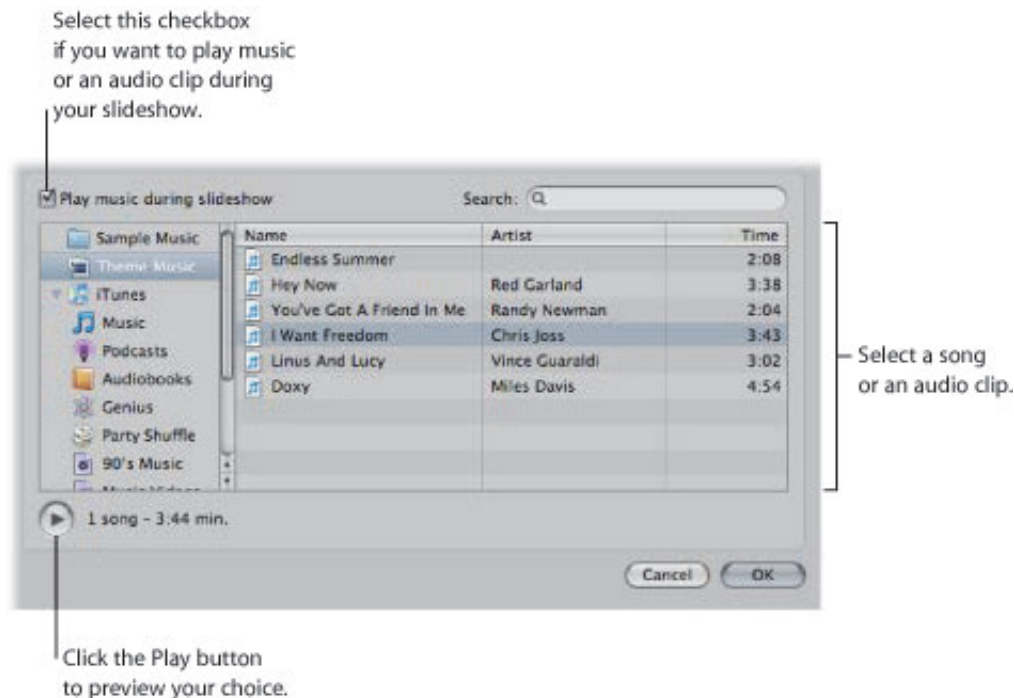 Select this checkbox
if you want to play music
or an audio clip during
your slideshow.
Play music during slideshow
Search:
Sample Music
Theme Music
iTunes
Music
Podcasts
Audiobooks
Genius
Party Shuffle
90's Music
Music Videos
Name Artist Time
Endless Summer 2:08
Hey Now Red Garland 3:38
You've Got A Friend In Me Randy Newman 2:04
I Want Freedom Chris Joss 3:43
Linus And Lucy Vince Guaraldi 3:02
Doxy Miles Davis 4:54
Select a song
or an audio clip.
1 song - 3:44 min.
Cancel OK
Click the Play button
to preview your choice.